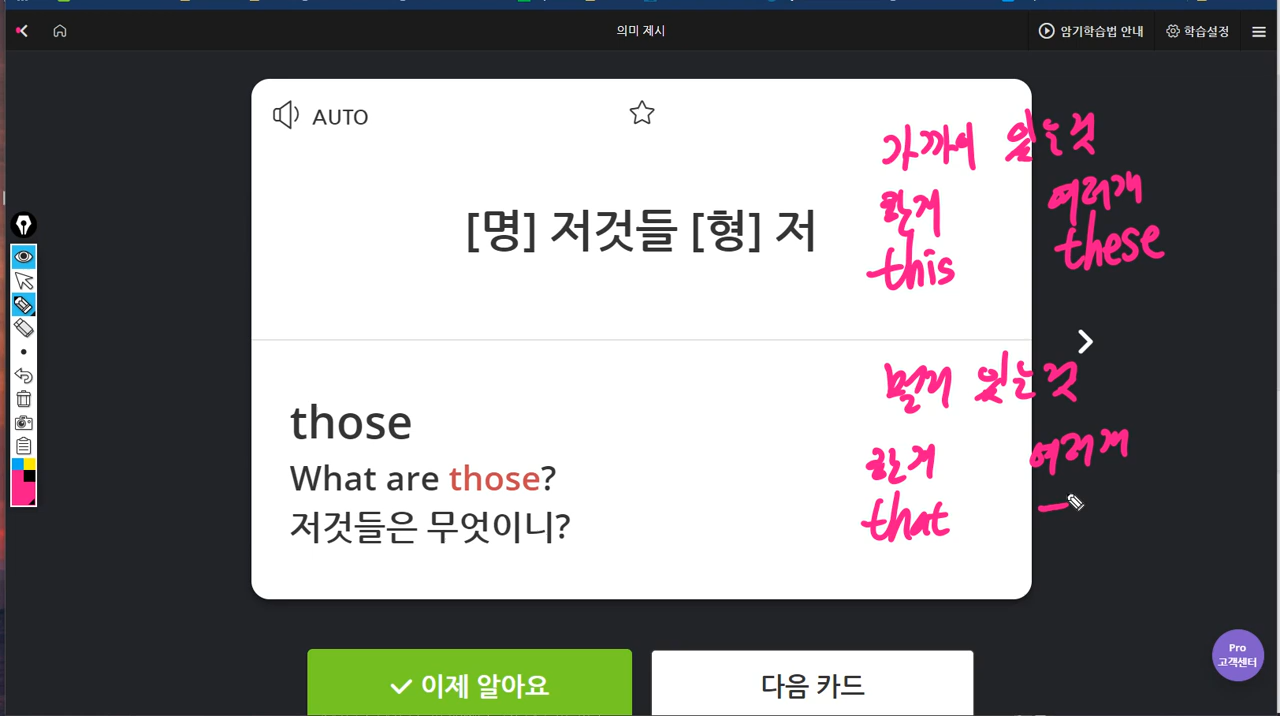 의미 제시
암기학습법 안내
학습설정
AUTO
[명] 저것들 [형] 저
those
What are those?
저것들은 무엇이니?
가까이 있는것
한개 여러개
this these
멀리 있는것
한개 여러개
that
이제 알아요
다음 카드
Pro
고객센터